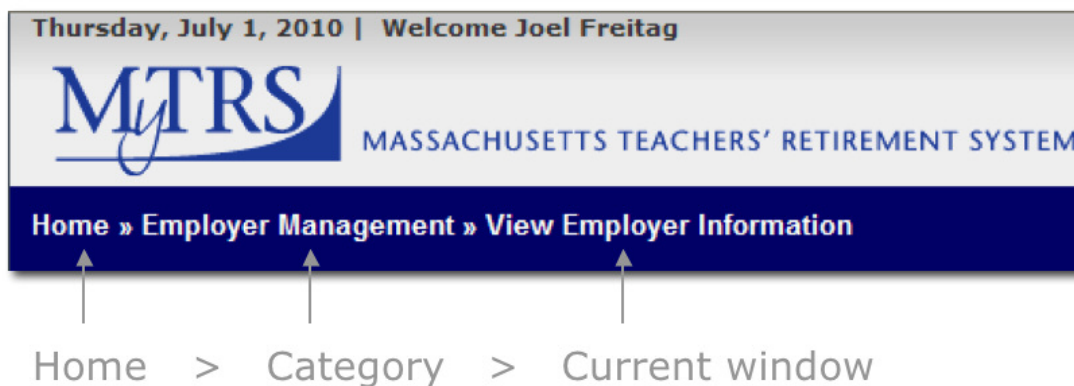 Thursday, July 1, 2010 | Welcome Joel Freitag
MyTRS
MASSACHUSETTS TEACHERS' RETIREMENT SYSTEM
Home » Employer Management » View Employer Information
Home > Category > Current window